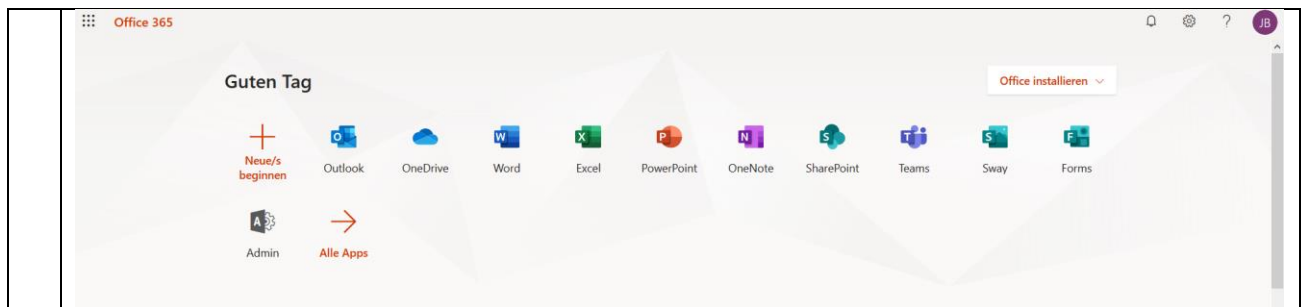 Office 365
?
JB
Guten Tag
Office installieren
Neue/s
beginnen
Outlook
OneDrive
Word
Excel
PowerPoint
OneNote
SharePoint
Teams
Sway
Forms
Admin
Alle Apps